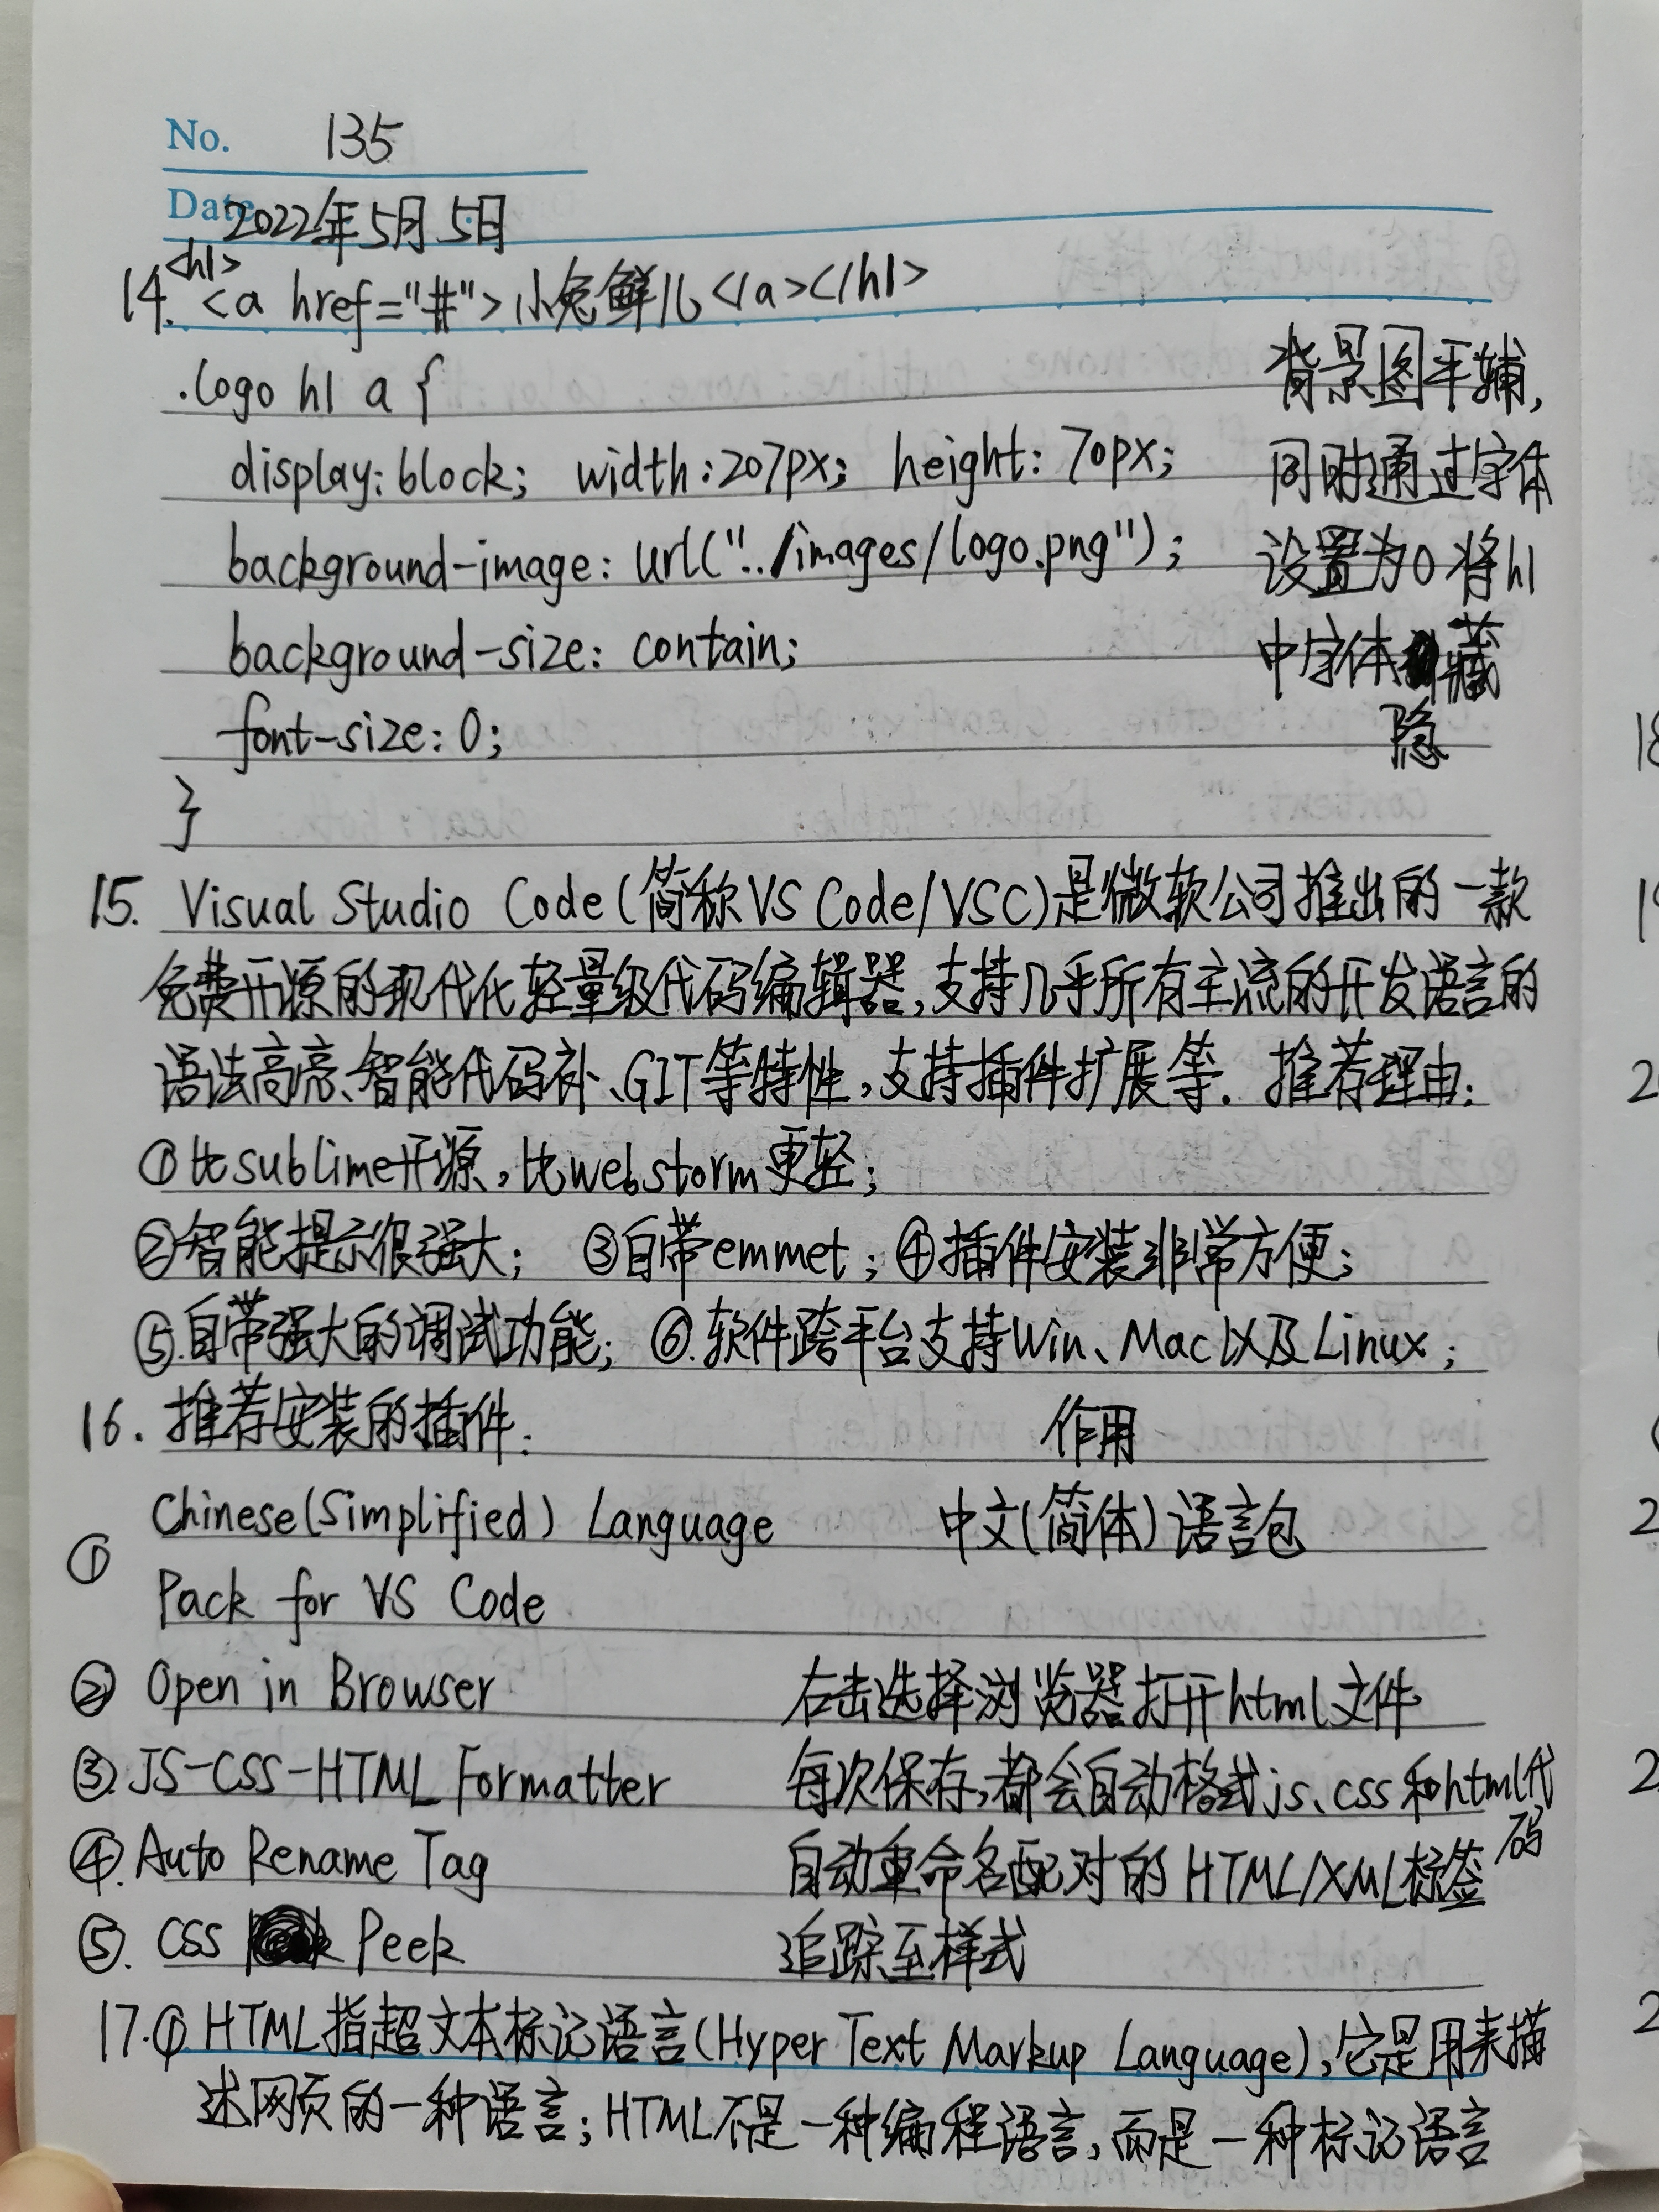 No. 135
Date 2022年5月5日
<h1>
14. <a href="#">小兔鲜儿</a></h1>
.logo h1 a {
背景图平铺,
display: block; width: 207px; height: 70px;
同时通过字体
background-image: url("../images/logo.png");
设置为0将h1
background-size: contain;
中字体藏
font-size: 0;
隐
}
15. Visual Studio Code(简称VS Code/VSC)是微软公司推出的一款
免费开源的现代化轻量级代码编辑器,支持几乎所有主流的开发语言的
语法高亮、智能代码补、GIT等特性,支持插件扩展等. 推荐理由:
①比sublime开源,比webstorm更轻;
②智能提示很强大; ③自带emmet; ④插件安装非常方便;
⑤.自带强大的调试功能; ⑥.软件跨平台支持Win、Mac以及Linux;
16. 推荐安装的插件: 作用
① Chinese(Simplified) Language 中文(简体)语言包
Pack for VS Code
② Open in Browser 右击选择浏览器打开html文件
③.JS-CSS-HTML Formatter 每次保存,都会自动格式js、css和html代
码
④.Auto Rename Tag 自动重命名配对的HTML/XML标签
⑤. CSS Peek 追踪至样式
17.① HTML指超文本标记语言(Hyper Text Markup Language),它是用来描
述网页的一种语言;HTML不是一种编程语言,而是一种标记语言